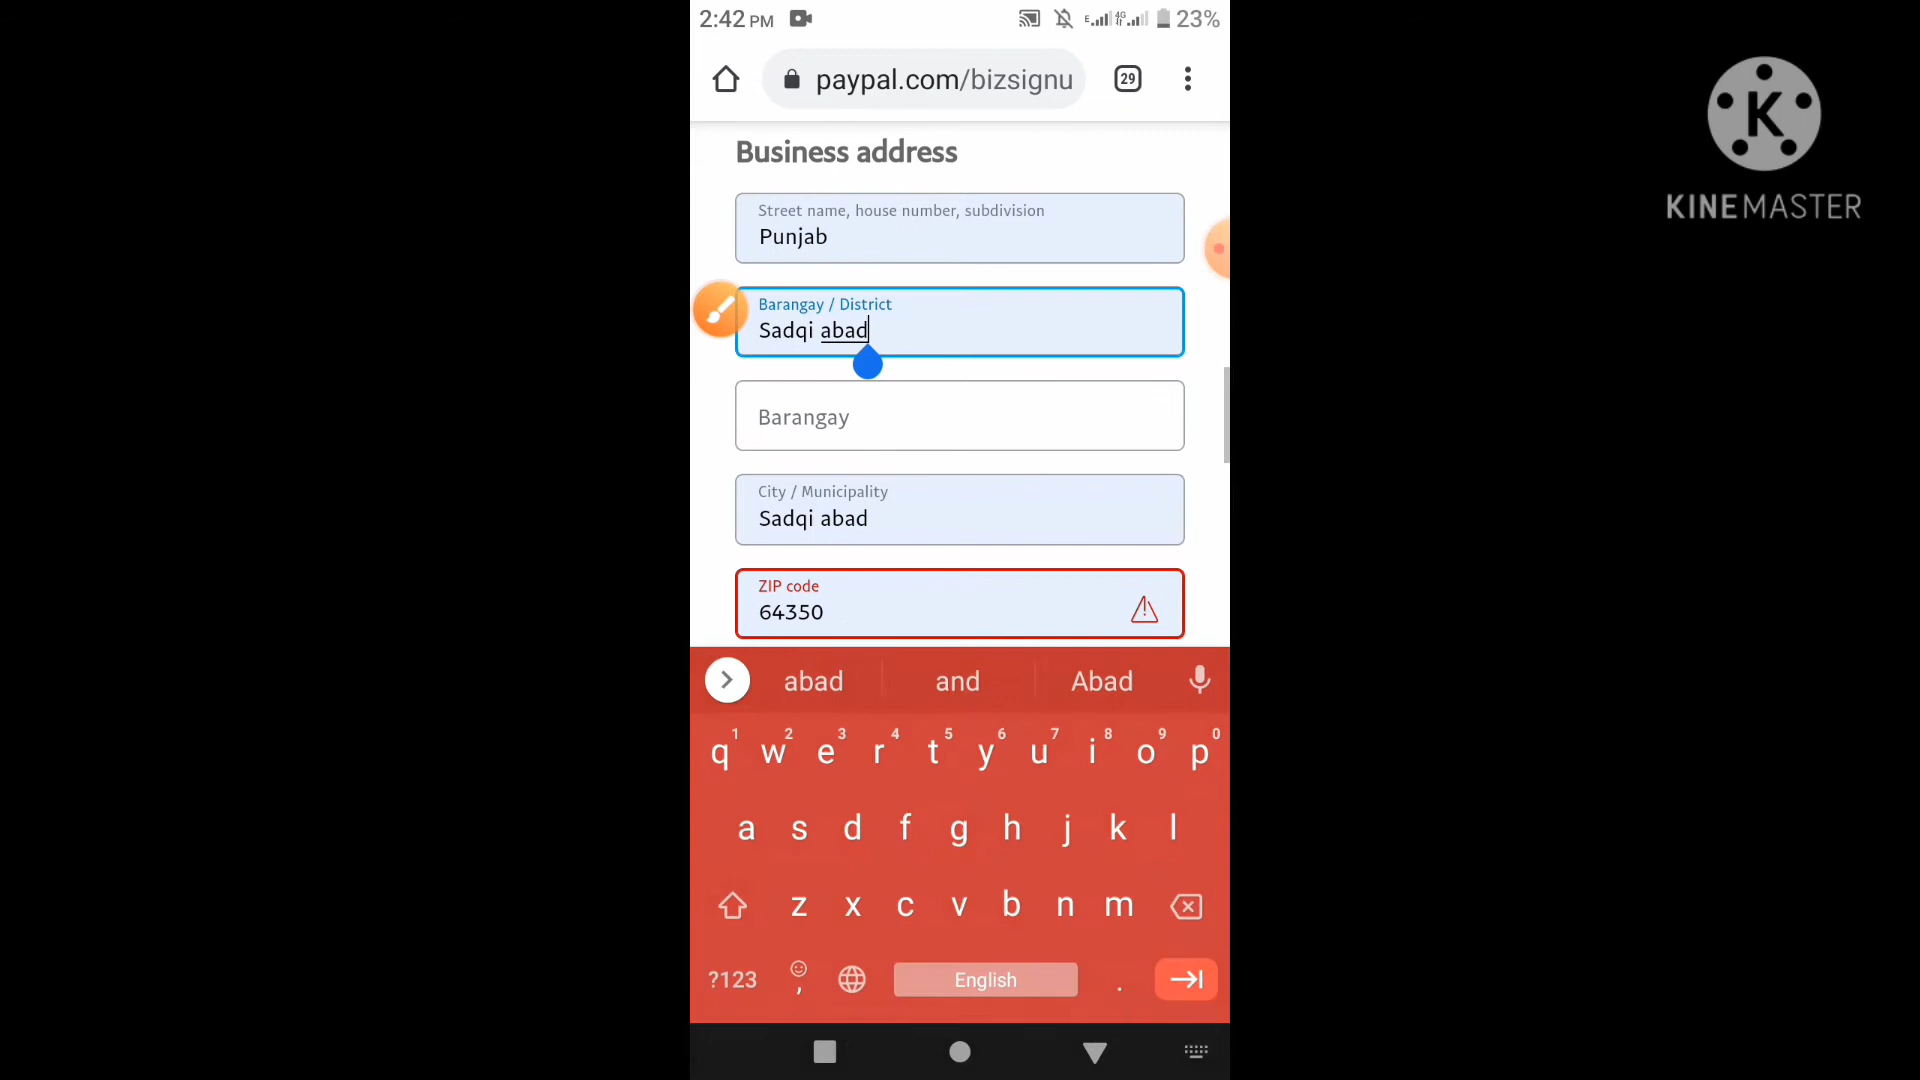 2:42 PM
E 4G 23%
paypal.com/bizsignu
29
Business address
Street name, house number, subdivision
Punjab
Barangay / District
Sadqi abad
Barangay
City / Municipality
Sadqi abad
ZIP code
64350
abad and Abad
q1 w2 e3 r4 t5 y6 u7 i8 o9 p0
a s d f g h j k l
z x c v b n m
?123 , English .
K
KINEMASTER